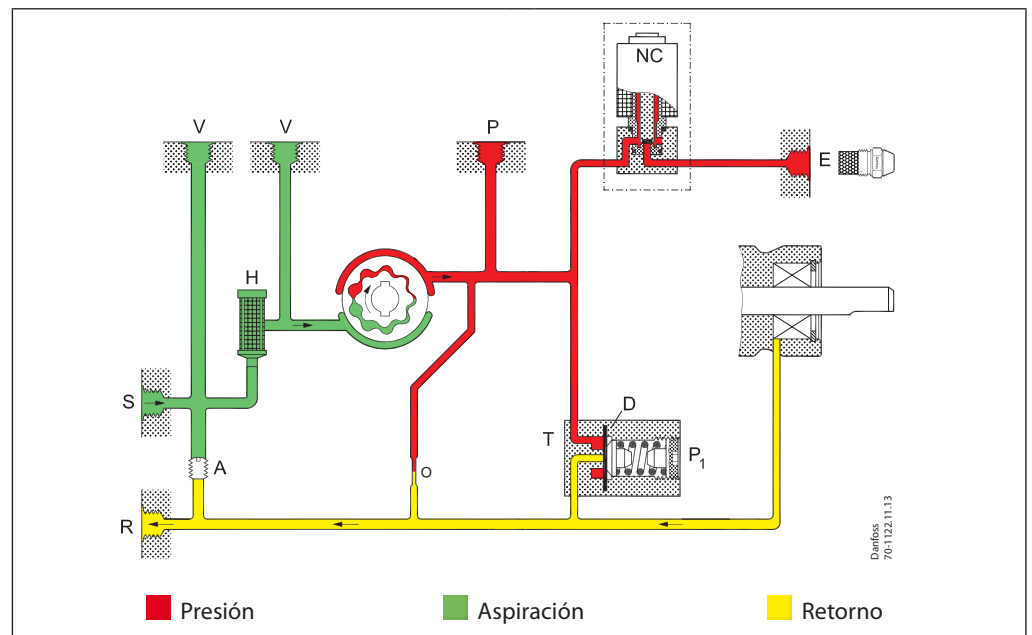 NC
V V P
E
H
S
D
T
P1
A
O
R
Danfoss
70-1122.11.13
Presión Aspiración Retorno